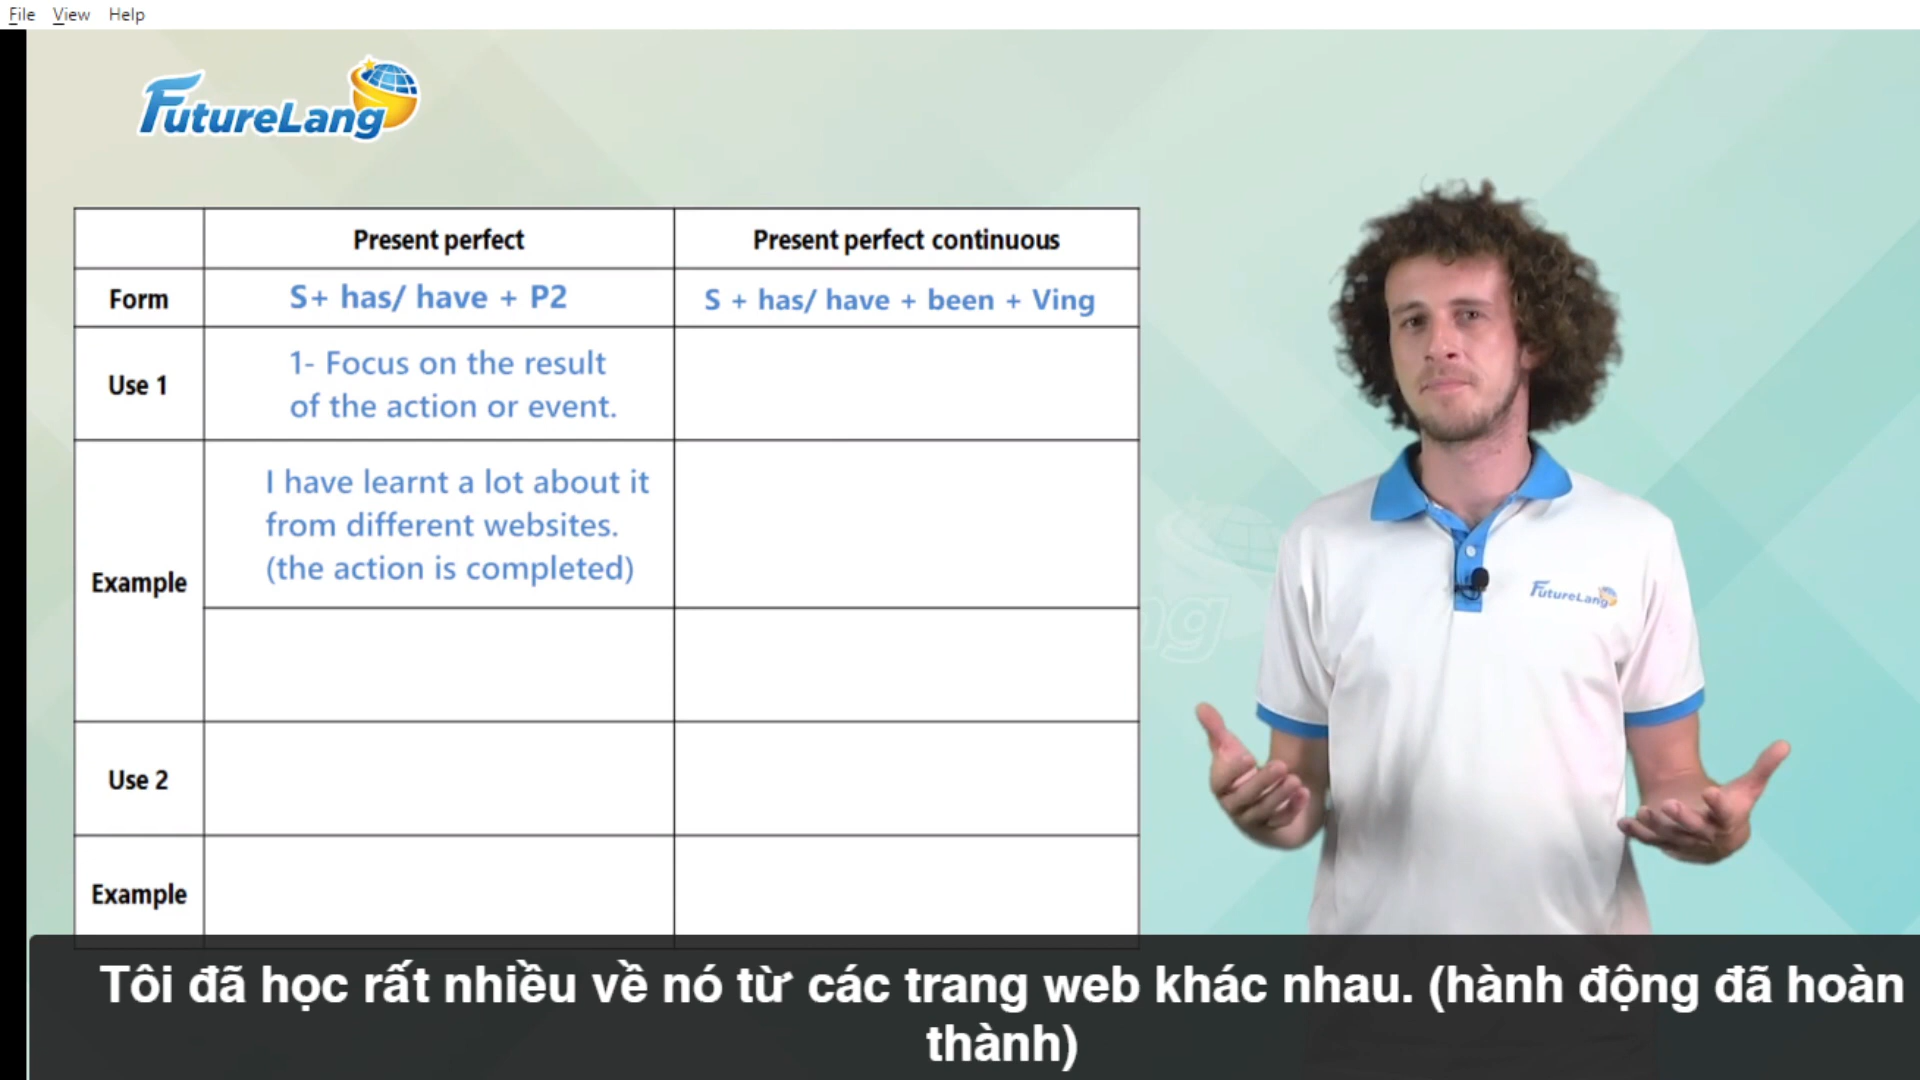 File View Help
FutureLang
Present perfect
Present perfect continuous
Form
S+ has/ have + P2
S + has/ have + been + Ving
Use 1
1- Focus on the result
of the action or event.
Example
I have learnt a lot about it
from different websites.
(the action is completed)
Use 2
Example
ng
FutureLang
Tôi đã học rất nhiều về nó từ các trang web khác nhau. (hành động đã hoàn
thành)